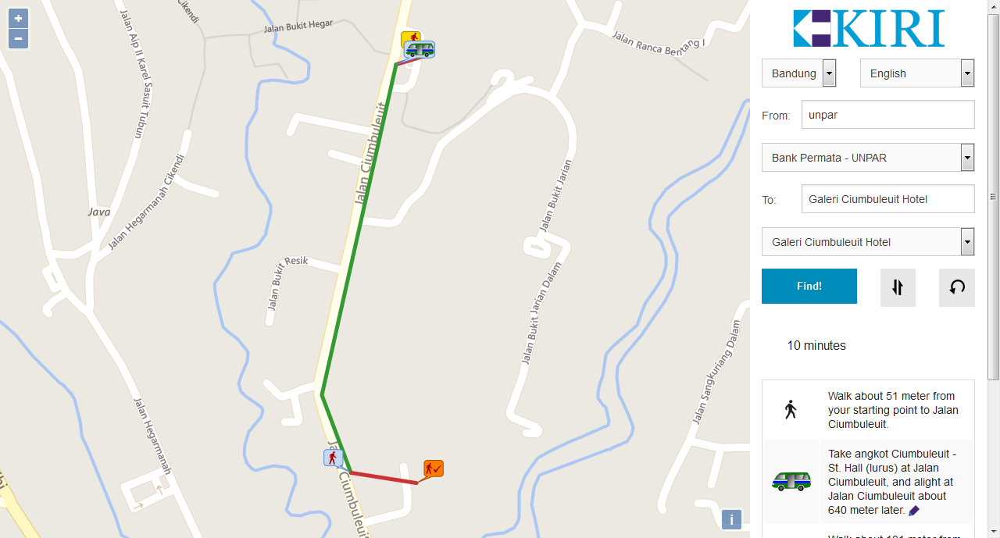 +
−
Cikendi
Jalan Aip II Karel Sasuit Tubun
Jalan Bukit Hegar
Jalan Ranca Bentang I
Jalan Ciumbuleuit
Java
Jalan Hegarmanah Cikendi
Jalan Bukit Jarian
Jalan Bukit Resik
Jalan Bukit Jarian Dalam
Jalan Sangkuriang Dalam
Jalan Hegarmanah
Jalan Ciumbuleuit
i
KIRI
Bandung
English
From:
unpar
Bank Permata - UNPAR
To:
Galeri Ciumbuleuit Hotel
Galeri Ciumbuleuit Hotel
Find!
10 minutes
Walk about 51 meter from
your starting point to Jalan
Ciumbuleuit.
Take angkot Ciumbuleuit -
St. Hall (lurus) at Jalan
Ciumbuleuit, and alight at
Jalan Ciumbuleuit about
640 meter later.
Walk about 101 meter from